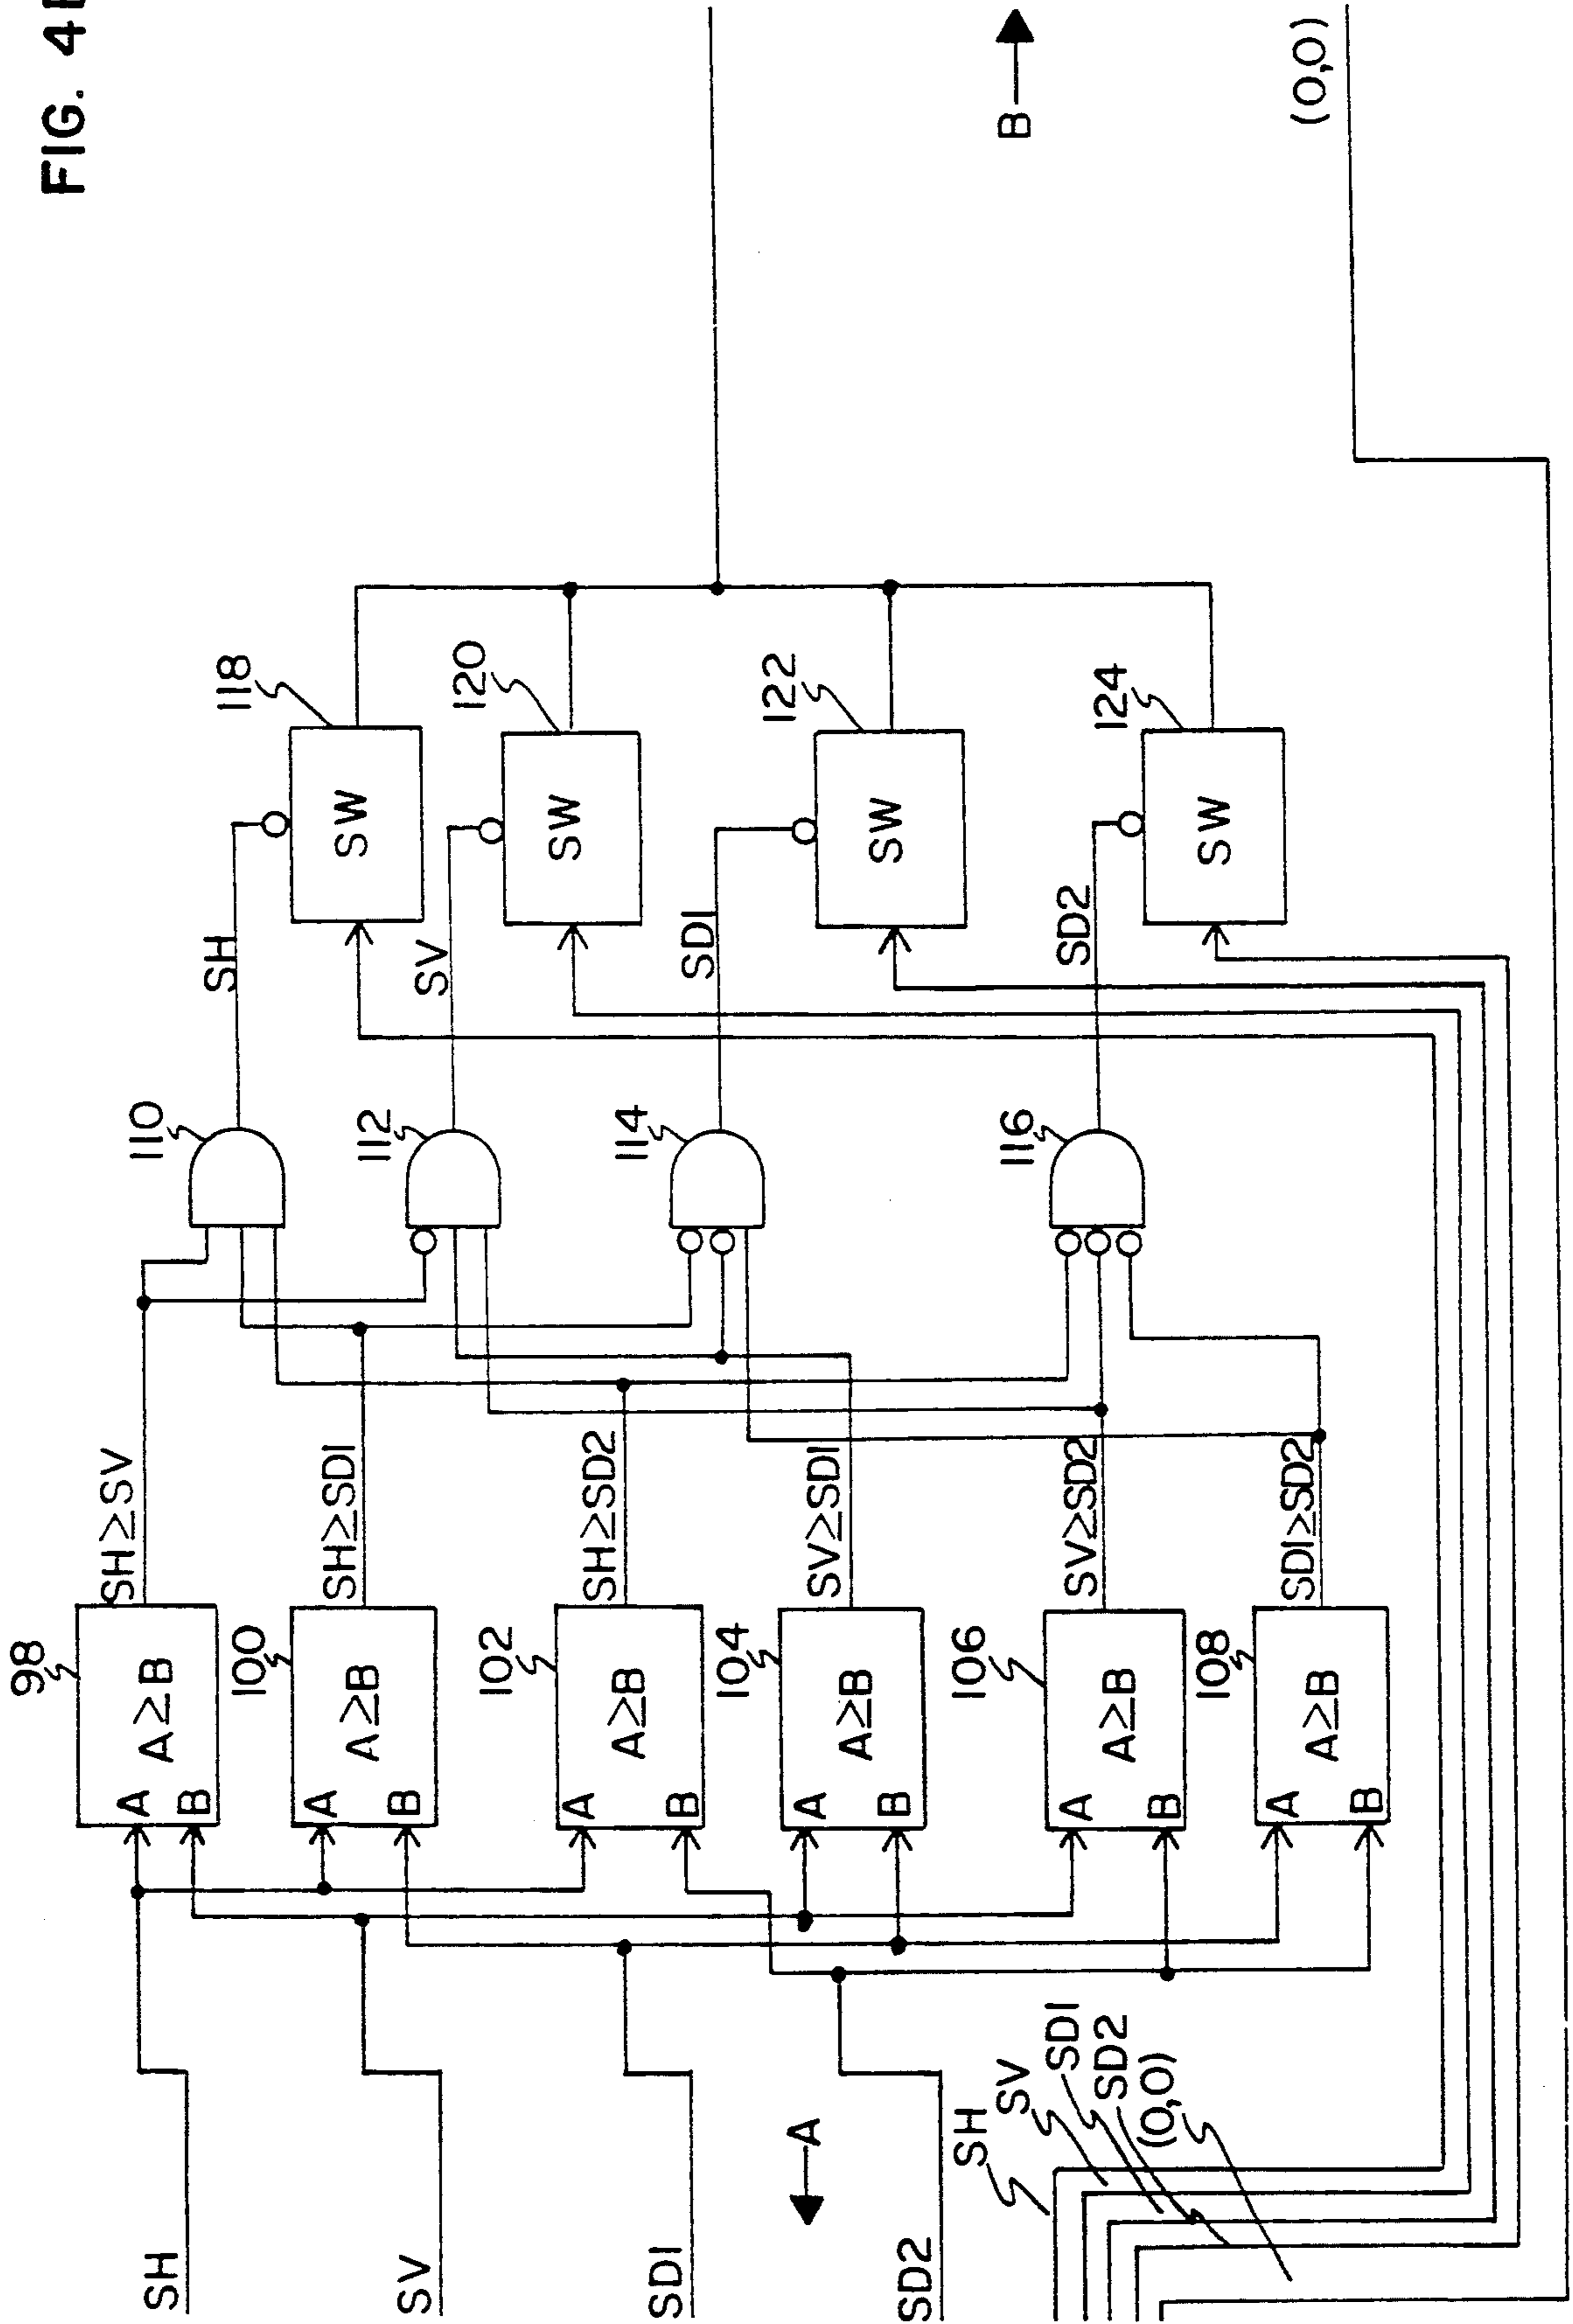 FIG. 4
98
SH≥SV
110
SH
118
A
B
A≥B
SW
100
SH≥SD1
112
SV
120
A
B
A≥B
SW
102
SH≥SD2
114
SD1
122
A
B
A≥B
SW
104
SV≥SD1
A
B
A≥B
106
SV≥SD2
116
SD2
124
A
B
A≥B
SW
108
SD1≥SD2
A
B
A≥B
SH
SV
SD1
SD2
A
B
SH
SV
SD1
SD2
(0,0)
(0,0)